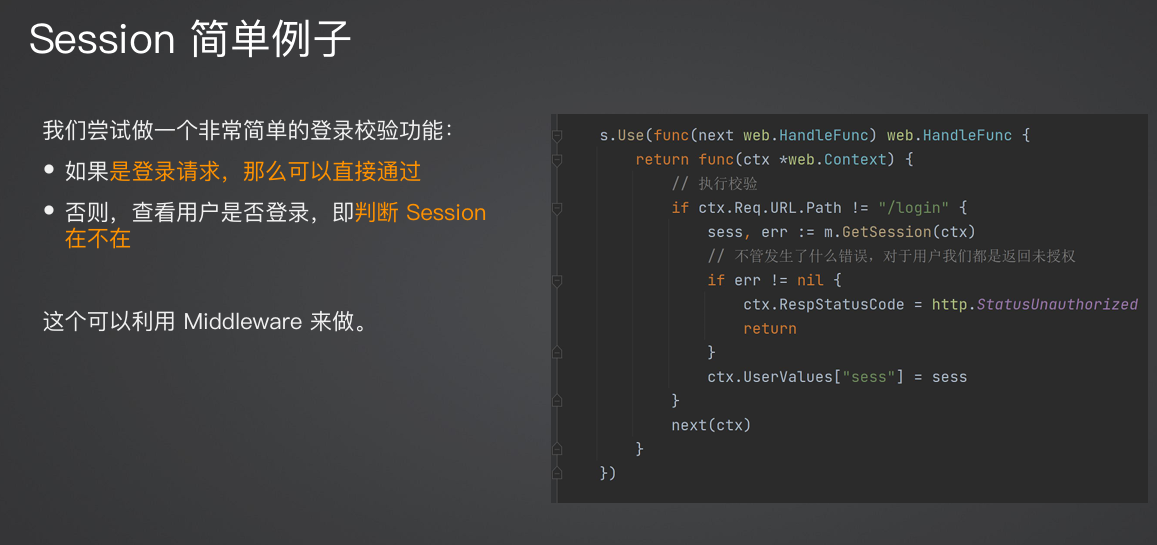 Session 简单例子
我们尝试做一个非常简单的登录校验功能：
• 如果是登录请求，那么可以直接通过
• 否则，查看用户是否登录，即判断 Session
在不在
这个可以利用 Middleware 来做。
s.Use(func(next web.HandleFunc) web.HandleFunc {
    return func(ctx *web.Context) {
        // 执行校验
        if ctx.Req.URL.Path != "/login" {
            sess, err := m.GetSession(ctx)
            // 不管发生了什么错误，对于用户我们都是返回未授权
            if err != nil {
                ctx.RespStatusCode = http.StatusUnauthorized
                return
            }
            ctx.UserValues["sess"] = sess
        }
        next(ctx)
    }
})